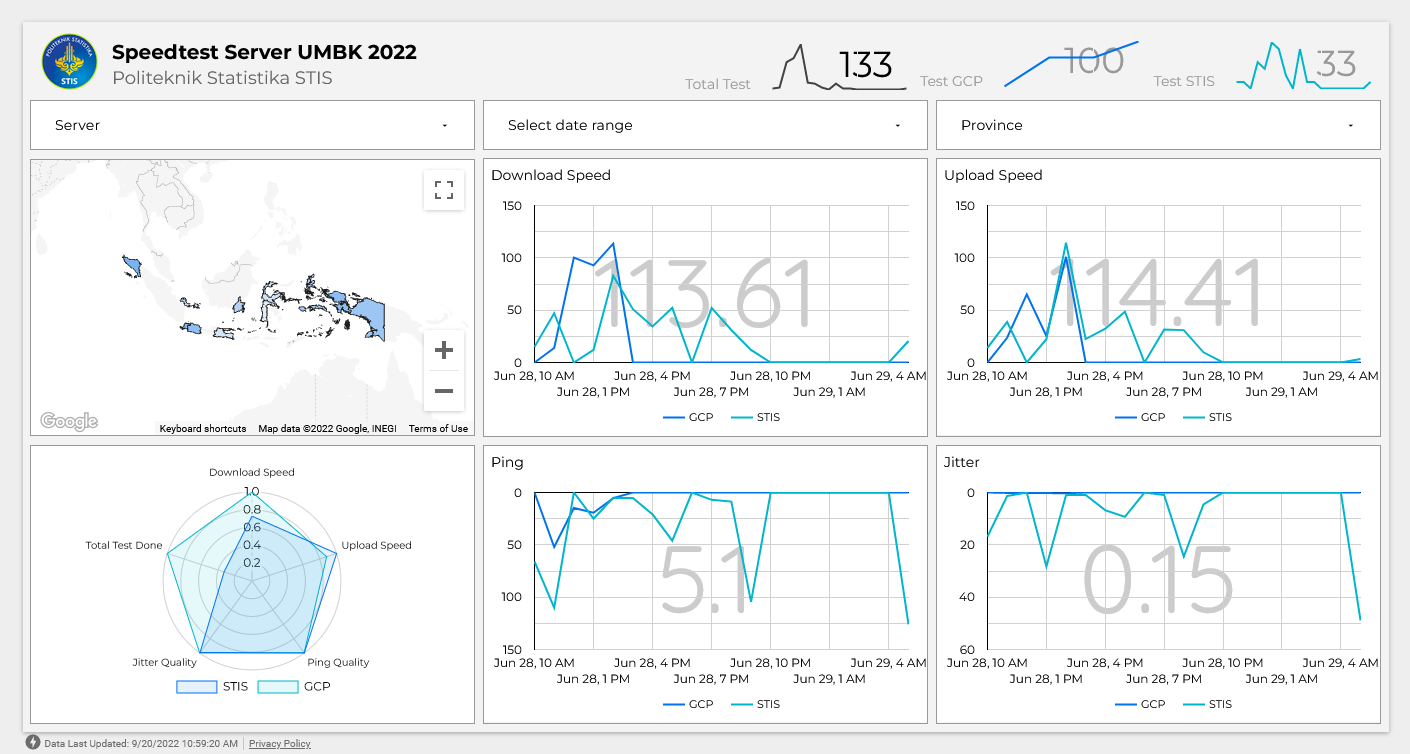 POLITEKNIK STATISTIKA
STIS
Speedtest Server UMBK 2022
Politeknik Statistika STIS
Total Test
133
Test GCP
100
Test STIS
33
Server
Select date range
Province
Google
Keyboard shortcuts
Map data ©2022 Google, INEGI
Terms of Use
Download Speed
150
100
50
0
113.61
Jun 28, 10 AM
Jun 28, 4 PM
Jun 28, 10 PM
Jun 29, 4 AM
Jun 28, 1 PM
Jun 28, 7 PM
Jun 29, 1 AM
GCP
STIS
Upload Speed
150
100
50
0
114.41
Jun 28, 10 AM
Jun 28, 4 PM
Jun 28, 10 PM
Jun 29, 4 AM
Jun 28, 1 PM
Jun 28, 7 PM
Jun 29, 1 AM
GCP
STIS
Download Speed
1.0
0.8
0.6
0.4
0.2
Total Test Done
Upload Speed
Jitter Quality
Ping Quality
STIS
GCP
Ping
0
50
100
150
5.1
Jun 28, 10 AM
Jun 28, 4 PM
Jun 28, 10 PM
Jun 29, 4 AM
Jun 28, 1 PM
Jun 28, 7 PM
Jun 29, 1 AM
GCP
STIS
Jitter
0
20
40
60
0.15
Jun 28, 10 AM
Jun 28, 4 PM
Jun 28, 10 PM
Jun 29, 4 AM
Jun 28, 1 PM
Jun 28, 7 PM
Jun 29, 1 AM
GCP
STIS
Data Last Updated: 9/20/2022 10:59:20 AM
Privacy Policy